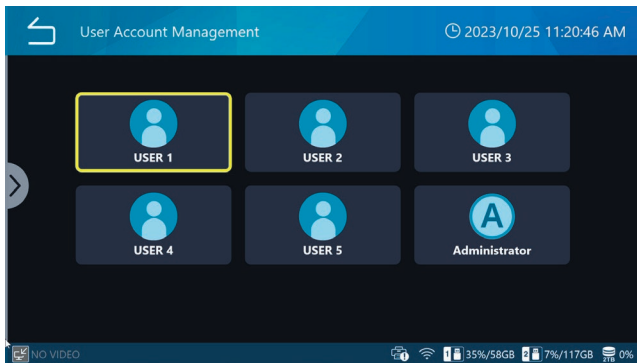 User Account Management
2023/10/25 11:20:46 AM
USER 1
USER 2
USER 3
USER 4
USER 5
A
Administrator
NO VIDEO
1 35%/58GB 2 7%/117GB 2TB 0%